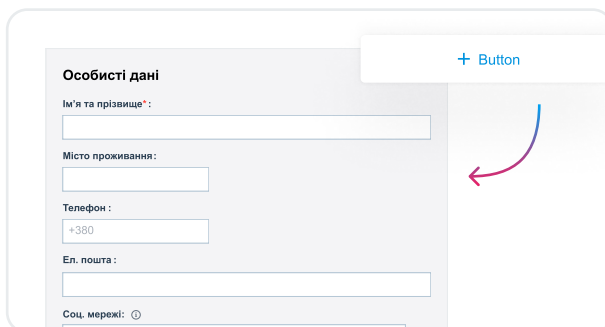 Особисті дані
+ Button
Ім'я та прізвище*:
Місто проживання:
Телефон :
+380
Ел. пошта :
Соц. мережі: